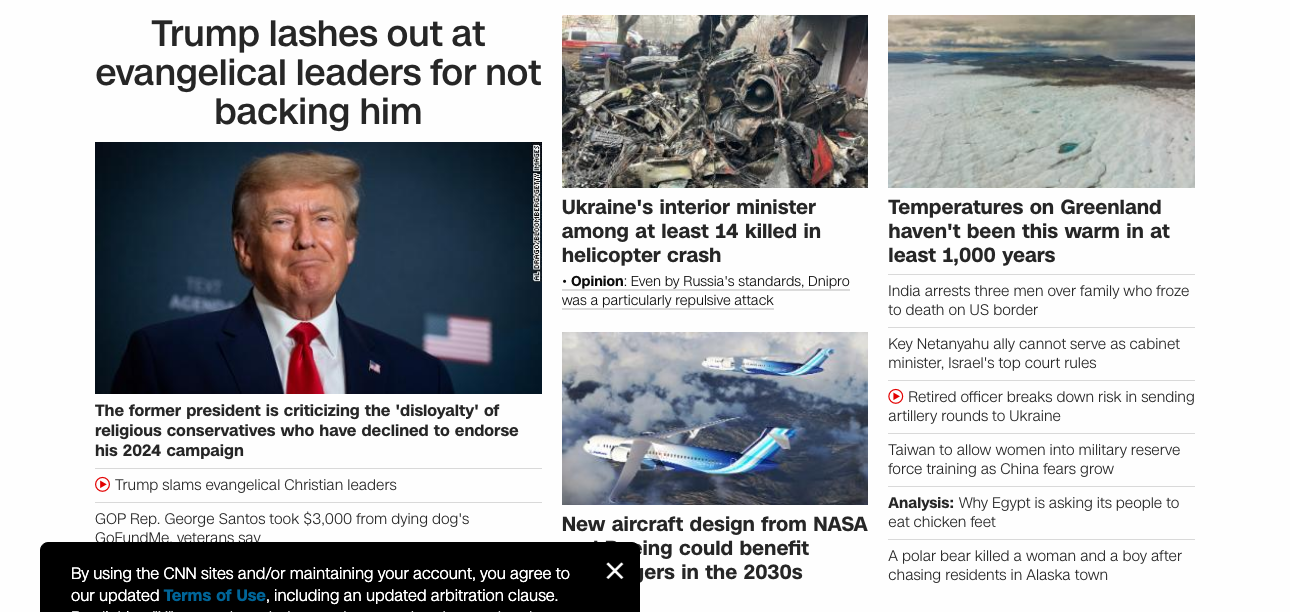 Trump lashes out at
evangelical leaders for not
backing him
AL DRAGO/BLOOMBERG/GETTY IMAGES
TEXT
AGENDA
The former president is criticizing the 'disloyalty' of
religious conservatives who have declined to endorse
his 2024 campaign
Trump slams evangelical Christian leaders
GOP Rep. George Santos took $3,000 from dying dog's
GoFundMe, veterans say
Ukraine's interior minister
among at least 14 killed in
helicopter crash
• Opinion: Even by Russia's standards, Dnipro
was a particularly repulsive attack
New aircraft design from NASA
eing could benefit
gers in the 2030s
Temperatures on Greenland
haven't been this warm in at
least 1,000 years
India arrests three men over family who froze
to death on US border
Key Netanyahu ally cannot serve as cabinet
minister, Israel's top court rules
Retired officer breaks down risk in sending
artillery rounds to Ukraine
Taiwan to allow women into military reserve
force training as China fears grow
Analysis: Why Egypt is asking its people to
eat chicken feet
A polar bear killed a woman and a boy after
chasing residents in Alaska town
By using the CNN sites and/or maintaining your account, you agree to
our updated Terms of Use, including an updated arbitration clause.